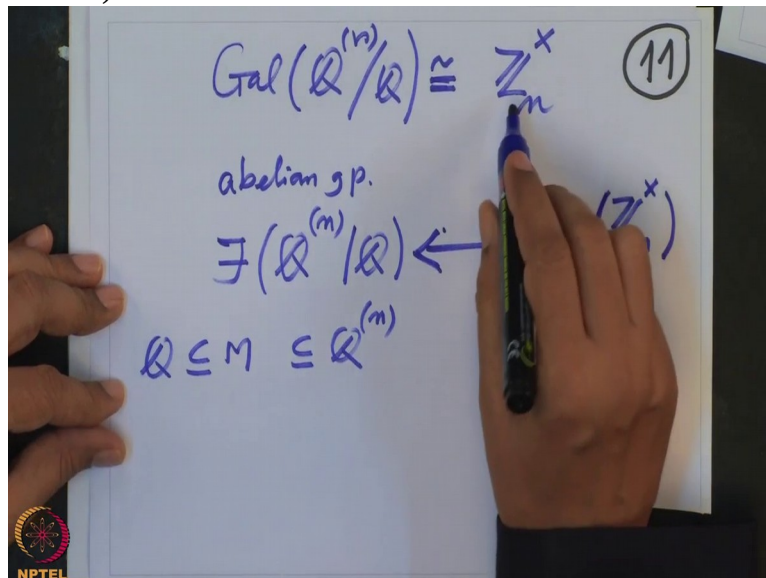 Gal(ℚ^(n)/ℚ) ≅ ℤ_n^×
11
abelian gp.
∃(ℚ^(n)/ℚ) ← (ℤ ^×)
ℚ ⊆ M ⊆ ℚ^(n)
NPTEL